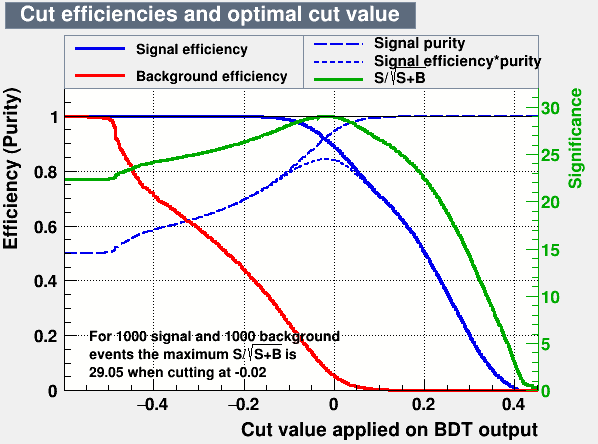 Cut efficiencies and optimal cut value
Signal efficiency
Background efficiency
Signal purity
Signal efficiency*purity
S/√S+B
Efficiency (Purity)
1
0.8
0.6
0.4
0.2
0
Significance
30
25
20
15
10
5
0
For 1000 signal and 1000 background
events the maximum S/√S+B is
29.05 when cutting at -0.02
−0.4
−0.2
0
0.2
0.4
Cut value applied on BDT output